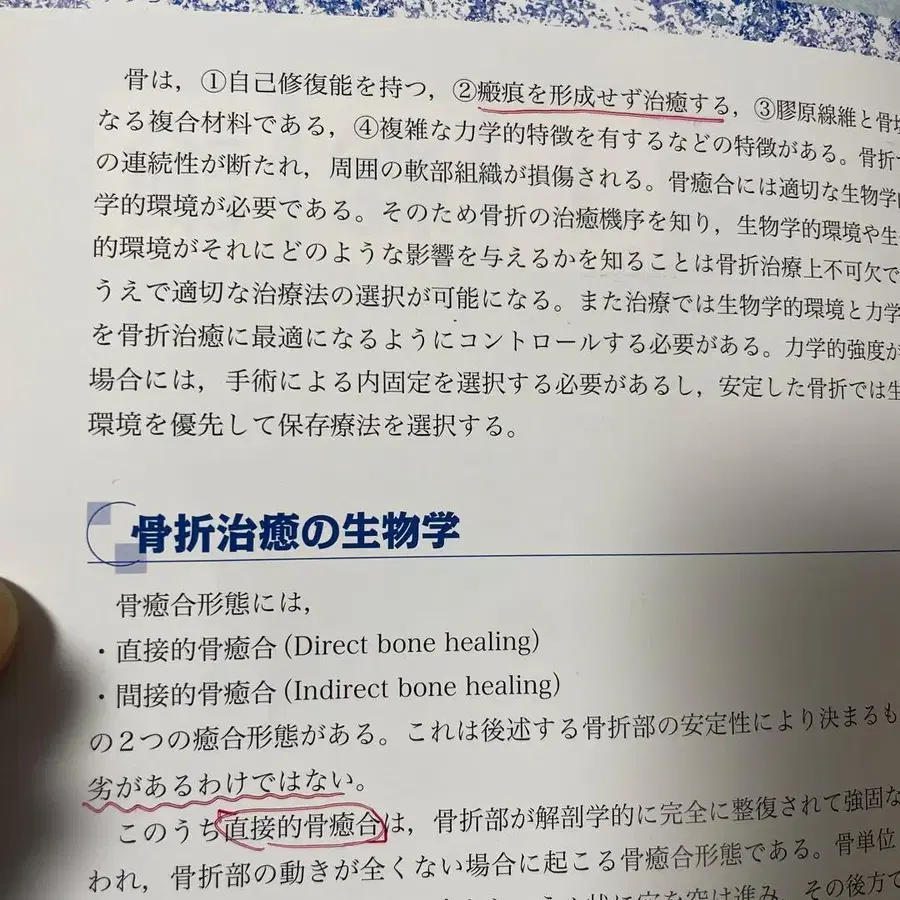 骨は，①自己修復能を持つ，②瘢痕を形成せず治癒する，③膠原線維と骨
なる複合材料である，④複雑な力学的特徴を有するなどの特徴がある。骨折
の連続性が断たれ，周囲の軟部組織が損傷される。骨癒合には適切な生物学
学的環境が必要である。そのため骨折の治癒機序を知り，生物学的環境や生
的環境がそれにどのような影響を与えるかを知ることは骨折治療上不可欠で
うえで適切な治療法の選択が可能になる。また治療では生物学的環境と力学
を骨折治癒に最適になるようにコントロールする必要がある。力学的強度が
場合には，手術による内固定を選択する必要があるし，安定した骨折では生
環境を優先して保存療法を選択する。
骨折治癒の生物学
骨癒合形態には，
・直接的骨癒合(Direct bone healing)
・間接的骨癒合(Indirect bone healing)
の2つの癒合形態がある。これは後述する骨折部の安定性により決まるも
劣があるわけではない。
このうち直接的骨癒合は，骨折部が解剖学的に完全に整復されて強固な
われ，骨折部の動きが全くない場合に起こる骨癒合形態である。骨単位
その後方で